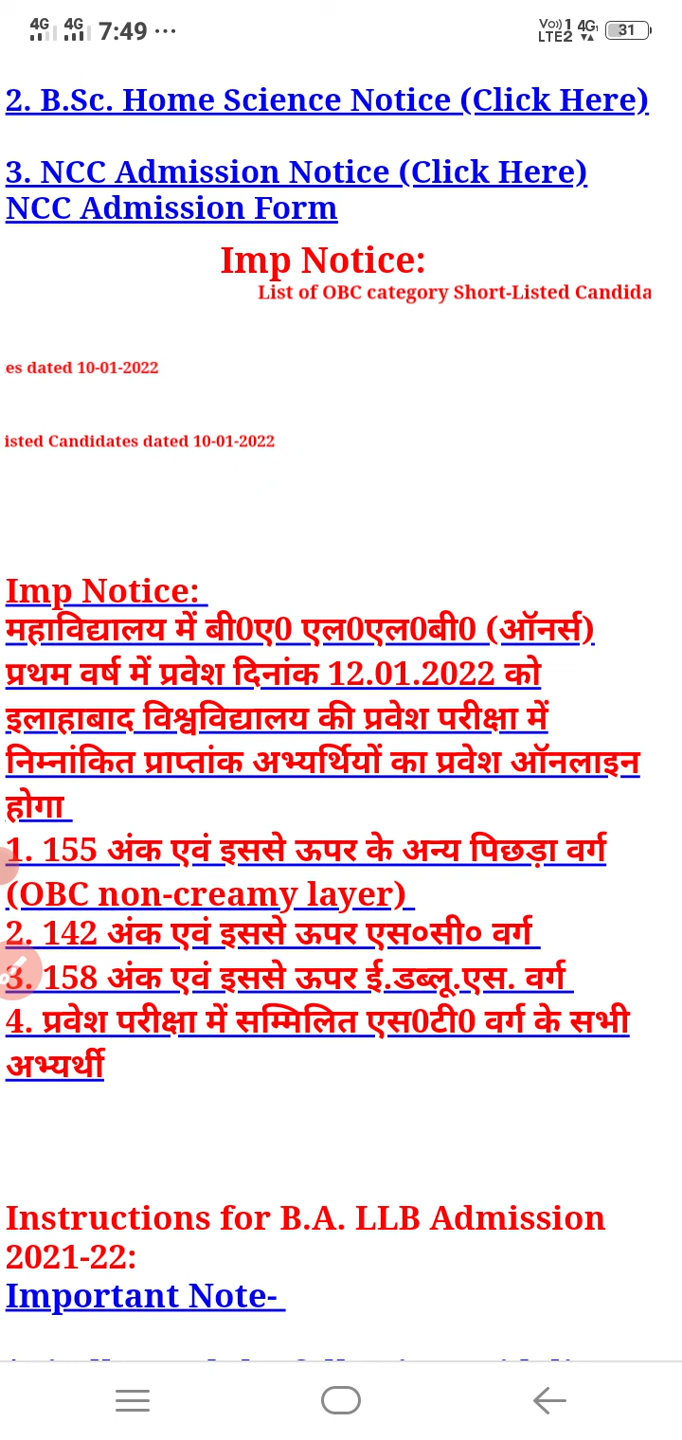 4G 4G 7:49 ... Vo)) 1 4G LTE2 31
2. B.Sc. Home Science Notice (Click Here)
3. NCC Admission Notice (Click Here)
NCC Admission Form
Imp Notice:
List of OBC category Short-Listed Candida
es dated 10-01-2022
isted Candidates dated 10-01-2022
Imp Notice:
महाविद्यालय में बी0ए0 एल0एल0बी0 (ऑनर्स)
प्रथम वर्ष में प्रवेश दिनांक 12.01.2022 को
इलाहाबाद विश्वविद्यालय की प्रवेश परीक्षा में
निम्नांकित प्राप्तांक अभ्यर्थियों का प्रवेश ऑनलाइन
होगा
1. 155 अंक एवं इससे ऊपर के अन्य पिछड़ा वर्ग
(OBC non-creamy layer)
2. 142 अंक एवं इससे ऊपर एस०सी० वर्ग
3. 158 अंक एवं इससे ऊपर ई.डब्लू.एस. वर्ग
4. प्रवेश परीक्षा में सम्मिलित एस0टी0 वर्ग के सभी
अभ्यर्थी
Instructions for B.A. LLB Admission
2021-22:
Important Note-